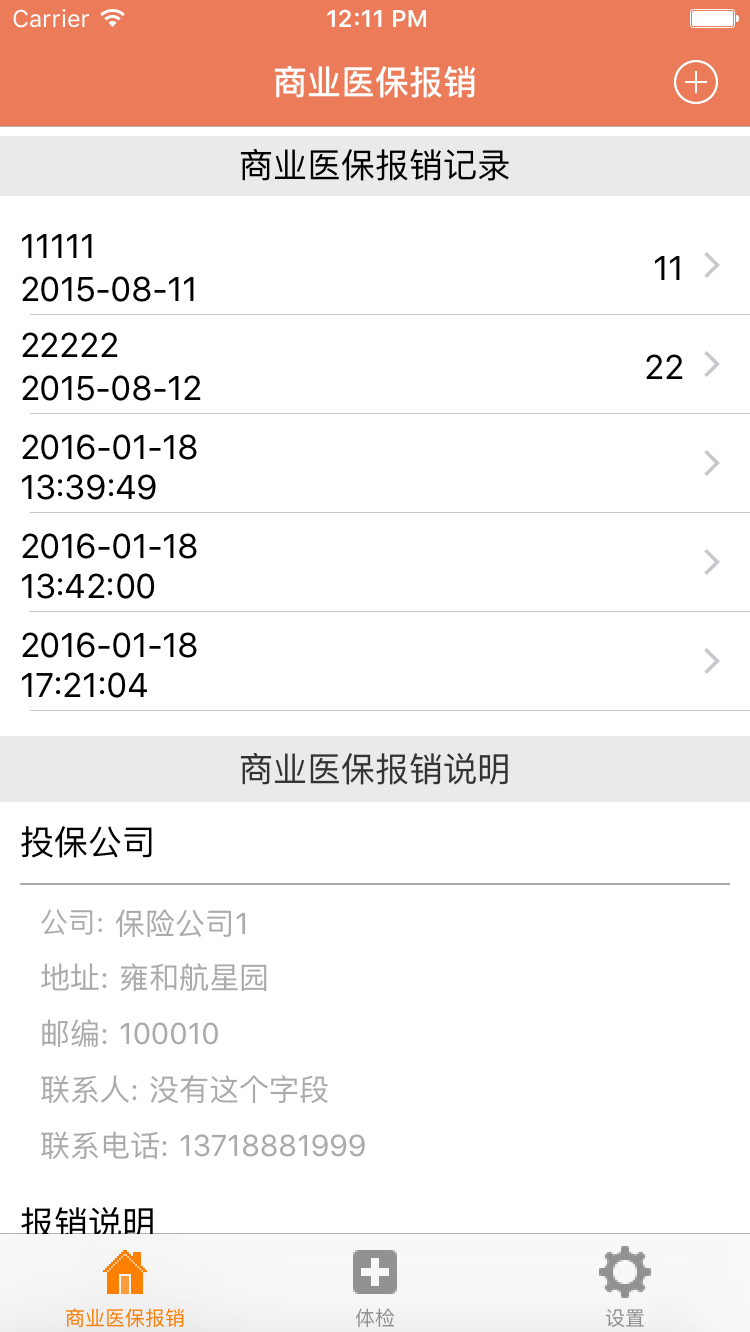 Carrier 12:11 PM
商业医保报销
商业医保报销记录
11111
2015-08-11
11
22222
2015-08-12
22
2016-01-18
13:39:49
2016-01-18
13:42:00
2016-01-18
17:21:04
商业医保报销说明
投保公司
公司: 保险公司1
地址: 雍和航星园
邮编: 100010
联系人: 没有这个字段
联系电话: 13718881999
报销说明
商业医保报销 体检 设置